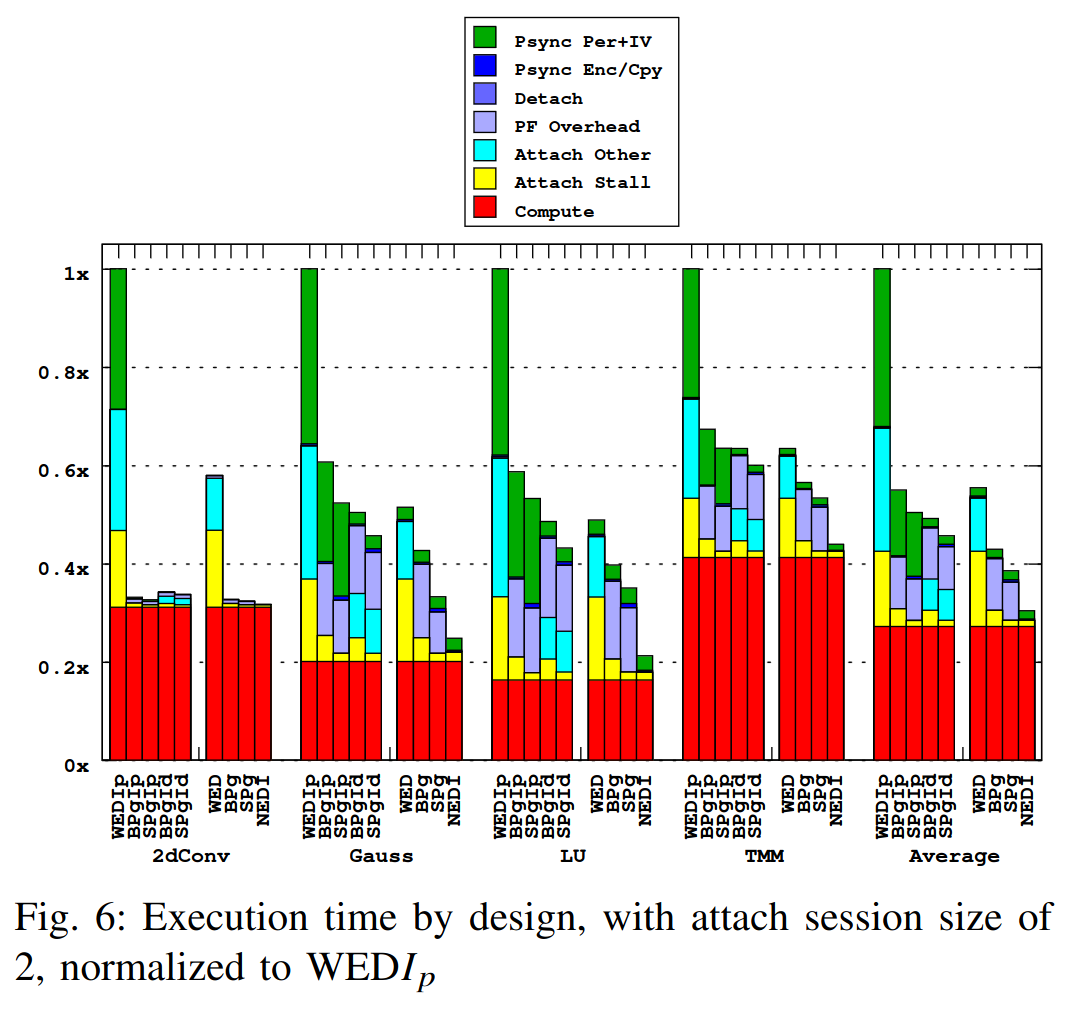 Psync Per+IV
Psync Enc/Cpy
Detach
PF Overhead
Attach Other
Attach Stall
Compute
1x
0.8x
0.6x
0.4x
0.2x
0x
WEDIp BPgIp SPgIp BPgId SPgId WED BPg SPg NEDI
WEDIp BPgIp SPgIp BPgId SPgId WED BPg SPg NEDI
WEDIp BPgIp SPgIp BPgId SPgId WED BPg SPg NEDI
WEDIp BPgIp SPgIp BPgId SPgId WED BPg SPg NEDI
WEDIp BPgIp SPgIp BPgId SPgId WED BPg SPg NEDI
2dConv Gauss LU TMM Average
Fig. 6: Execution time by design, with attach session size of
2, normalized to WEDIₚ